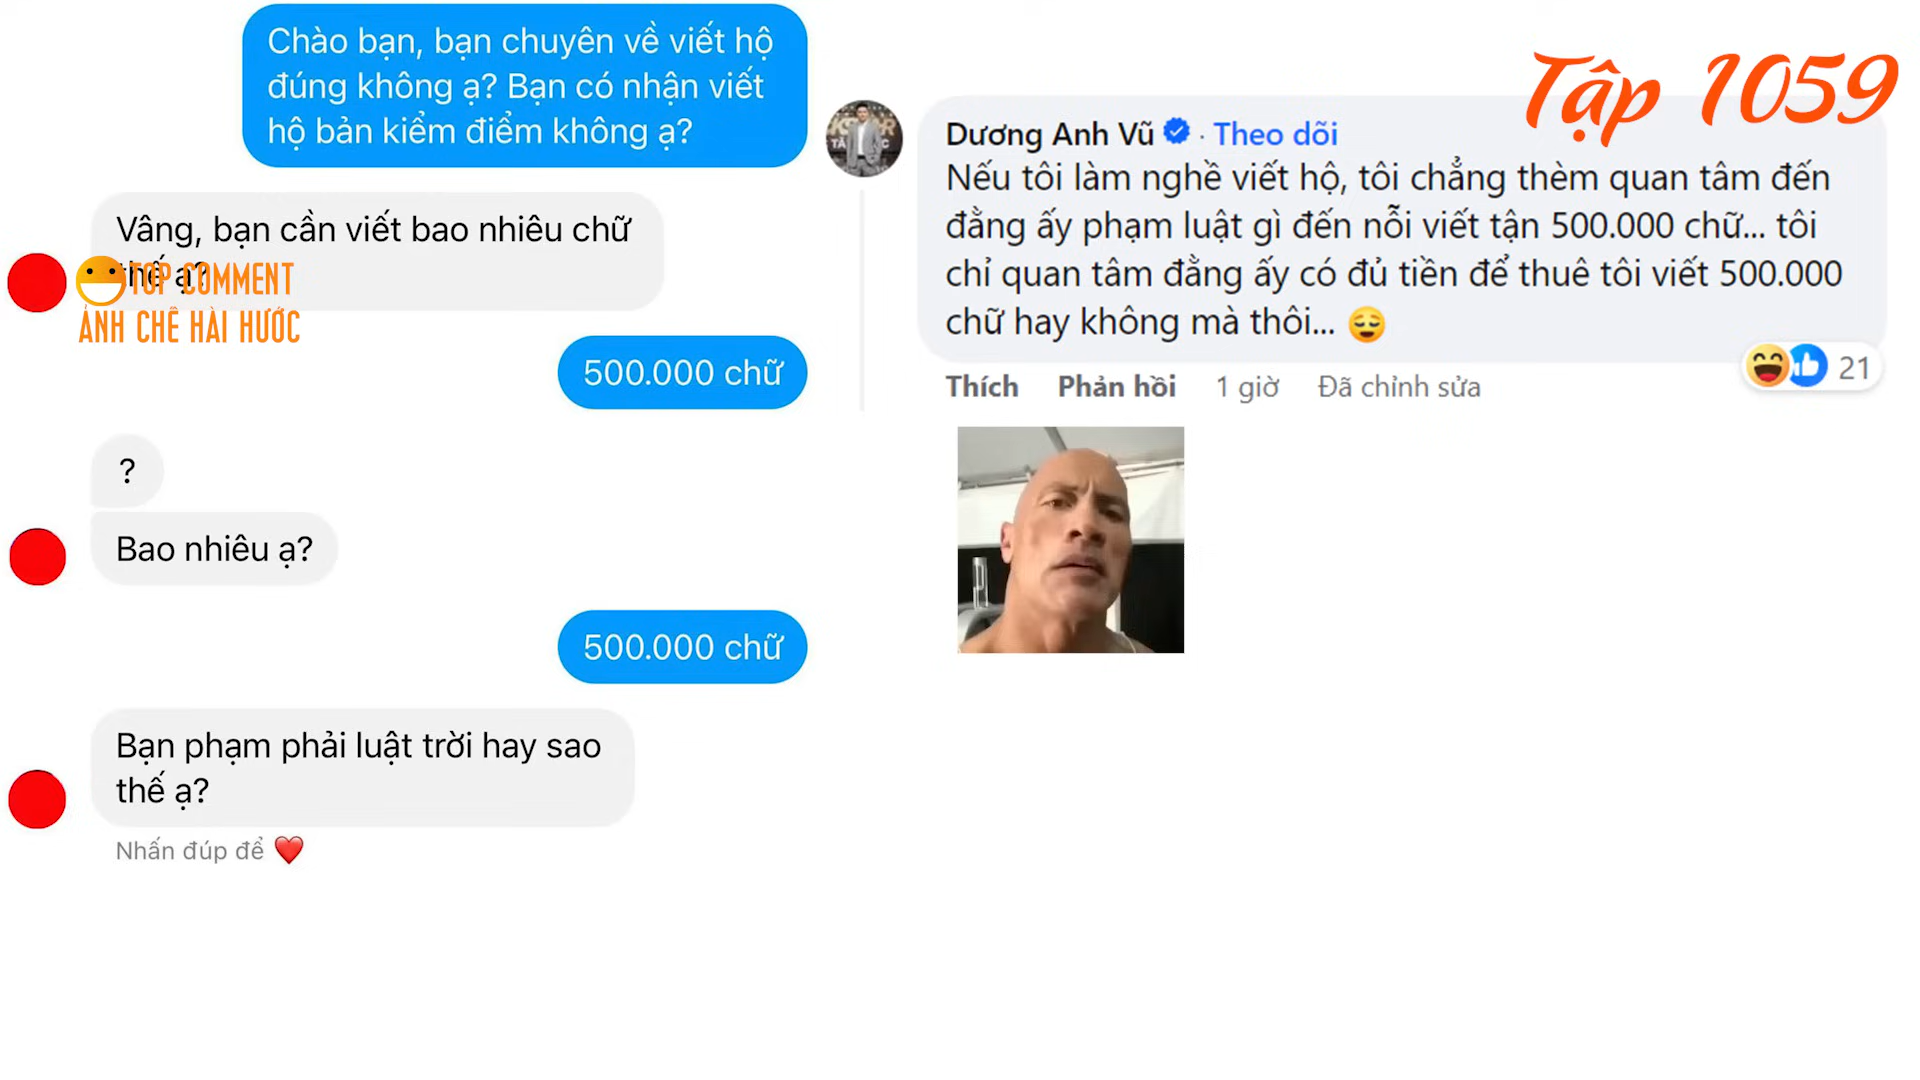 Chào bạn, bạn chuyên về viết hộ
đúng không ạ? Bạn có nhận viết
hộ bản kiểm điểm không ạ?
Vâng, bạn cần viết bao nhiêu chữ
thế ạ?
TOP COMMENT
ẢNH CHẾ HÀI HƯỚC
500.000 chữ
?
Bao nhiêu ạ?
500.000 chữ
Bạn phạm phải luật trời hay sao
thế ạ?
Nhấn đúp để ❤️
Tập 1059
Dương Anh Vũ · Theo dõi
Nếu tôi làm nghề viết hộ, tôi chẳng thèm quan tâm đến
đằng ấy phạm luật gì đến nỗi viết tận 500.000 chữ... tôi
chỉ quan tâm đằng ấy có đủ tiền để thuê tôi viết 500.000
chữ hay không mà thôi... 😌
Thích Phản hồi 1 giờ Đã chỉnh sửa
21